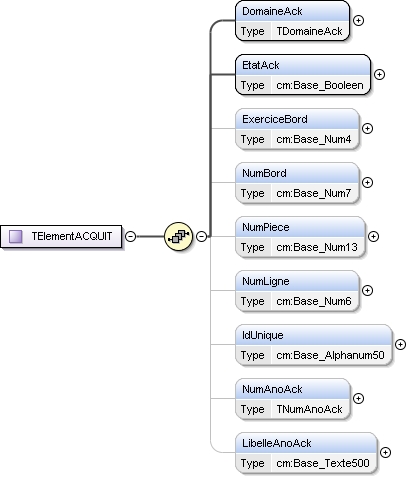 DomaineAck
Type TDomaineAck
EtatAck
Type cm:Base_Booleen
ExerciceBord
Type cm:Base_Num4
NumBord
Type cm:Base_Num7
TElementACQUIT
NumPiece
Type cm:Base_Num13
NumLigne
Type cm:Base_Num6
IdUnique
Type cm:Base_Alphanum50
NumAnoAck
Type TNumAnoAck
LibelleAnoAck
Type cm:Base_Texte500